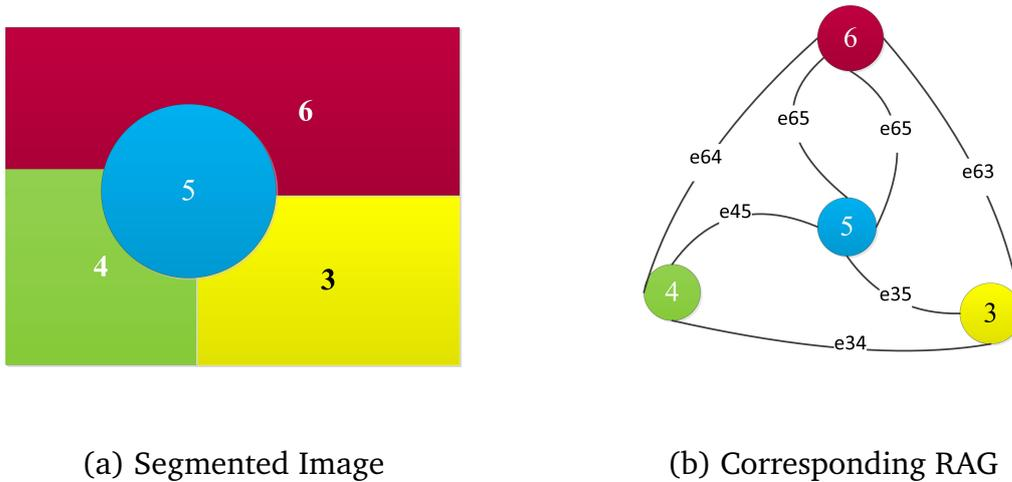 6
5
4
3
(a) Segmented Image
6
e65
e65
e64
e63
e45
5
4
e35
3
e34
(b) Corresponding RAG